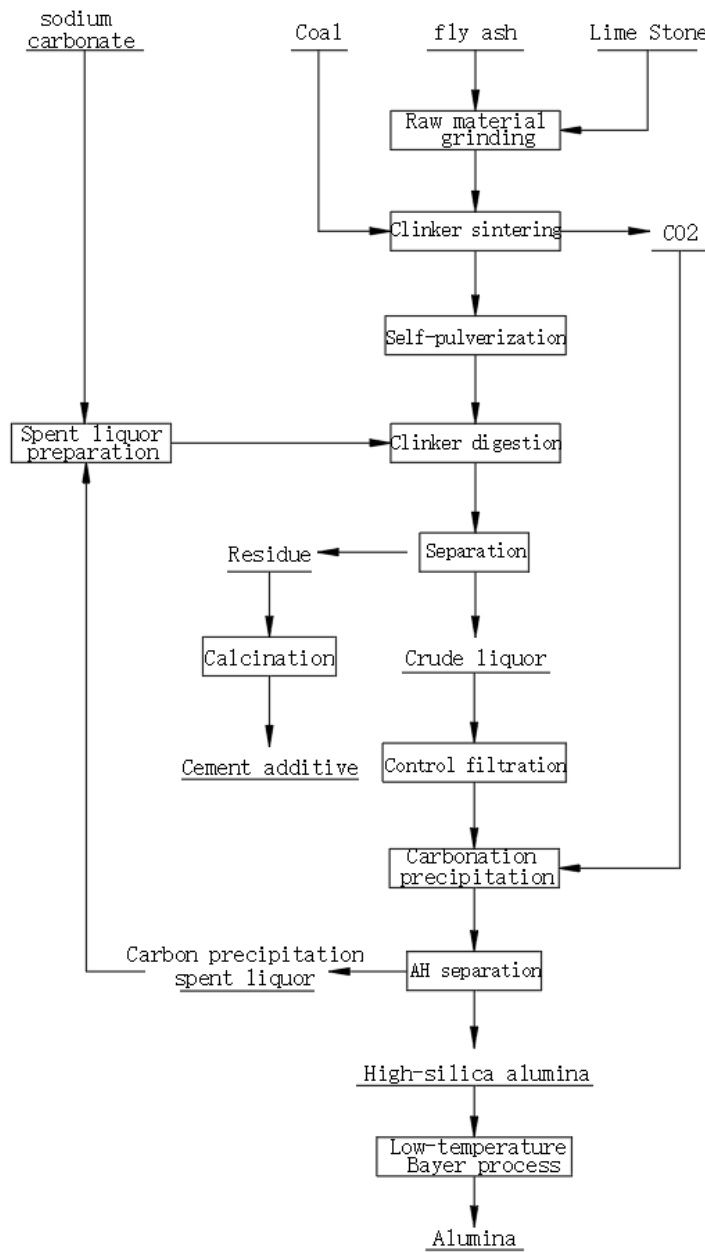 sodium
carbonate
Coal
fly ash
Lime Stone
Raw material
grinding
Clinker sintering
CO2
Self-pulverization
Spent liquor
preparation
Clinker digestion
Residue
Separation
Calcination
Crude liquor
Cement additive
Control filtration
Carbonation
precipitation
Carbon precipitation
spent liquor
AH separation
High-silica alumina
Low-temperature
Bayer process
Alumina